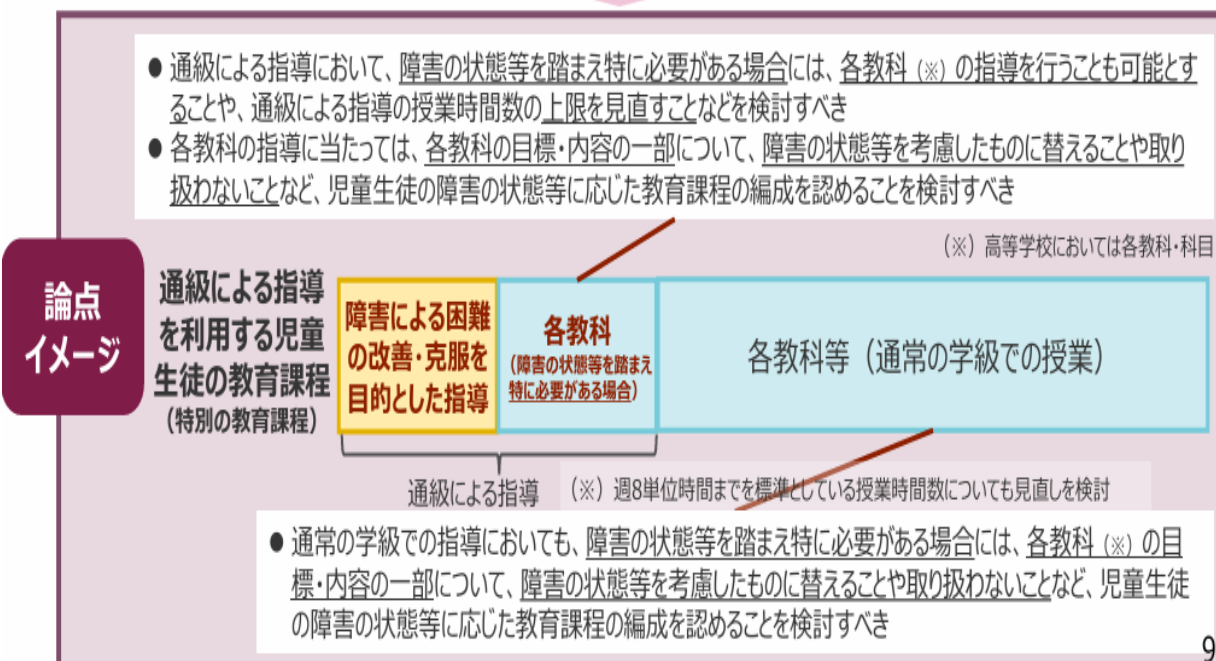 ● 通級による指導において、障害の状態等を踏まえ特に必要がある場合には、各教科（※）の指導を行うことも可能とす
ることや、通級による指導の授業時間数の上限を見直すことなどを検討すべき
● 各教科の指導に当たっては、各教科の目標・内容の一部について、障害の状態等を考慮したものに替えることや取り
扱わないことなど、児童生徒の障害の状態等に応じた教育課程の編成を認めることを検討すべき
（※）高等学校においては各教科・科目
論点
イメージ
通級による指導
を利用する児童
生徒の教育課程
（特別の教育課程）
障害による困難
の改善・克服を
目的とした指導
各教科
（障害の状態等を踏まえ
特に必要がある場合）
各教科等（通常の学級での授業）
通級による指導
（※）週8単位時間までを標準としている授業時間数についても見直しを検討
● 通常の学級での指導においても、障害の状態等を踏まえ特に必要がある場合には、各教科（※）の目
標・内容の一部について、障害の状態等を考慮したものに替えることや取り扱わないことなど、児童生徒
の障害の状態等に応じた教育課程の編成を認めることを検討すべき
9